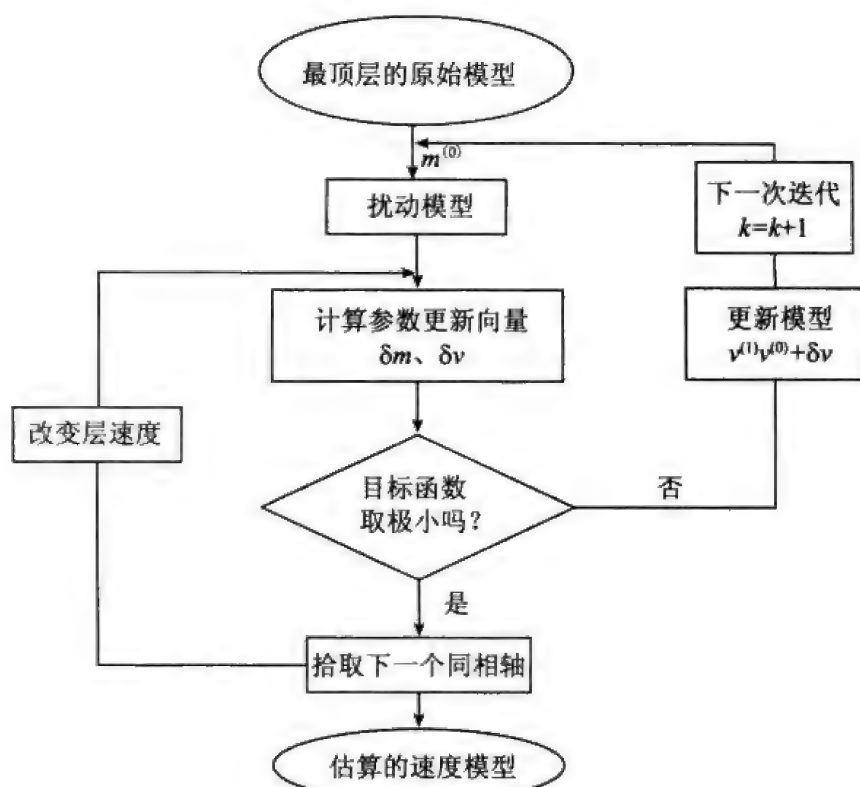 最顶层的原始模型
m⁽⁰⁾
扰动模型
下一次迭代
k=k+1
计算参数更新向量
δm、δv
更新模型
v⁽¹⁾v⁽⁰⁾+δv
改变层速度
目标函数
取极小吗?
否
是
拾取下一个同相轴
估算的速度模型